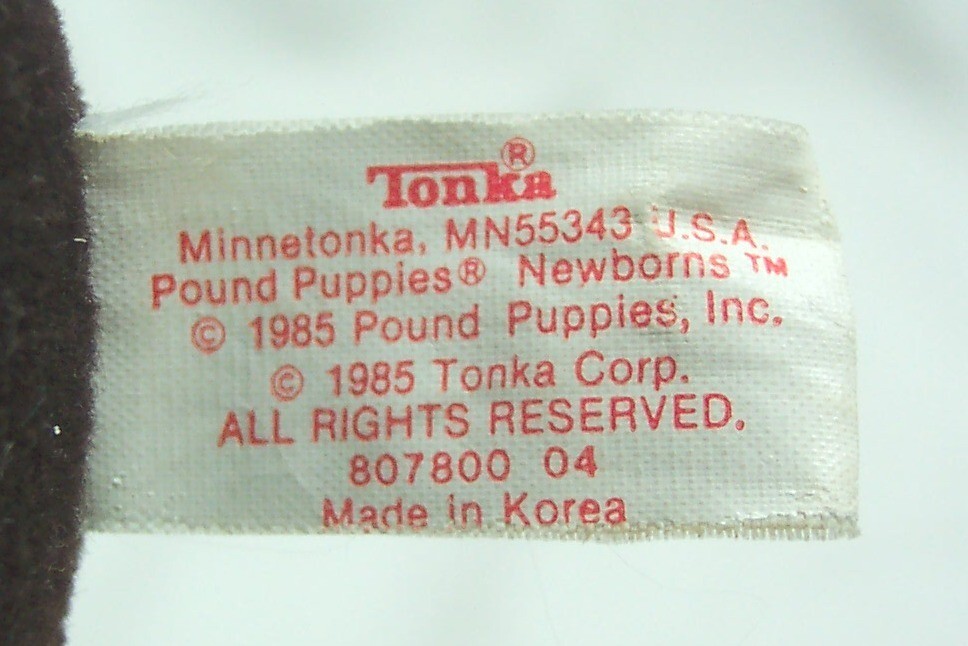 Tonka®
Minnetonka, MN55343 U.S.A.
Pound Puppies® Newborns™
© 1985 Pound Puppies, Inc.
© 1985 Tonka Corp.
ALL RIGHTS RESERVED.
807800 04
Made in Korea